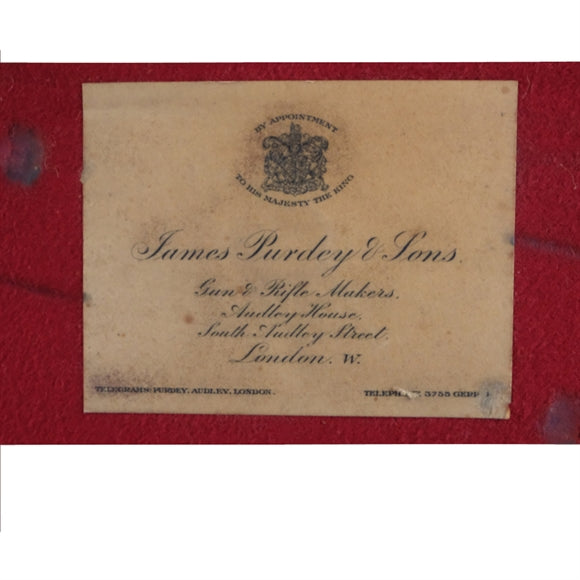 BY APPOINTMENT
TO HIS MAJESTY THE KING
James Purdey & Sons.
Gun & Rifle Makers,
Audley House,
South Audley Street,
London. W.
TELEGRAMS: PURDEY, AUDLEY, LONDON.
3755